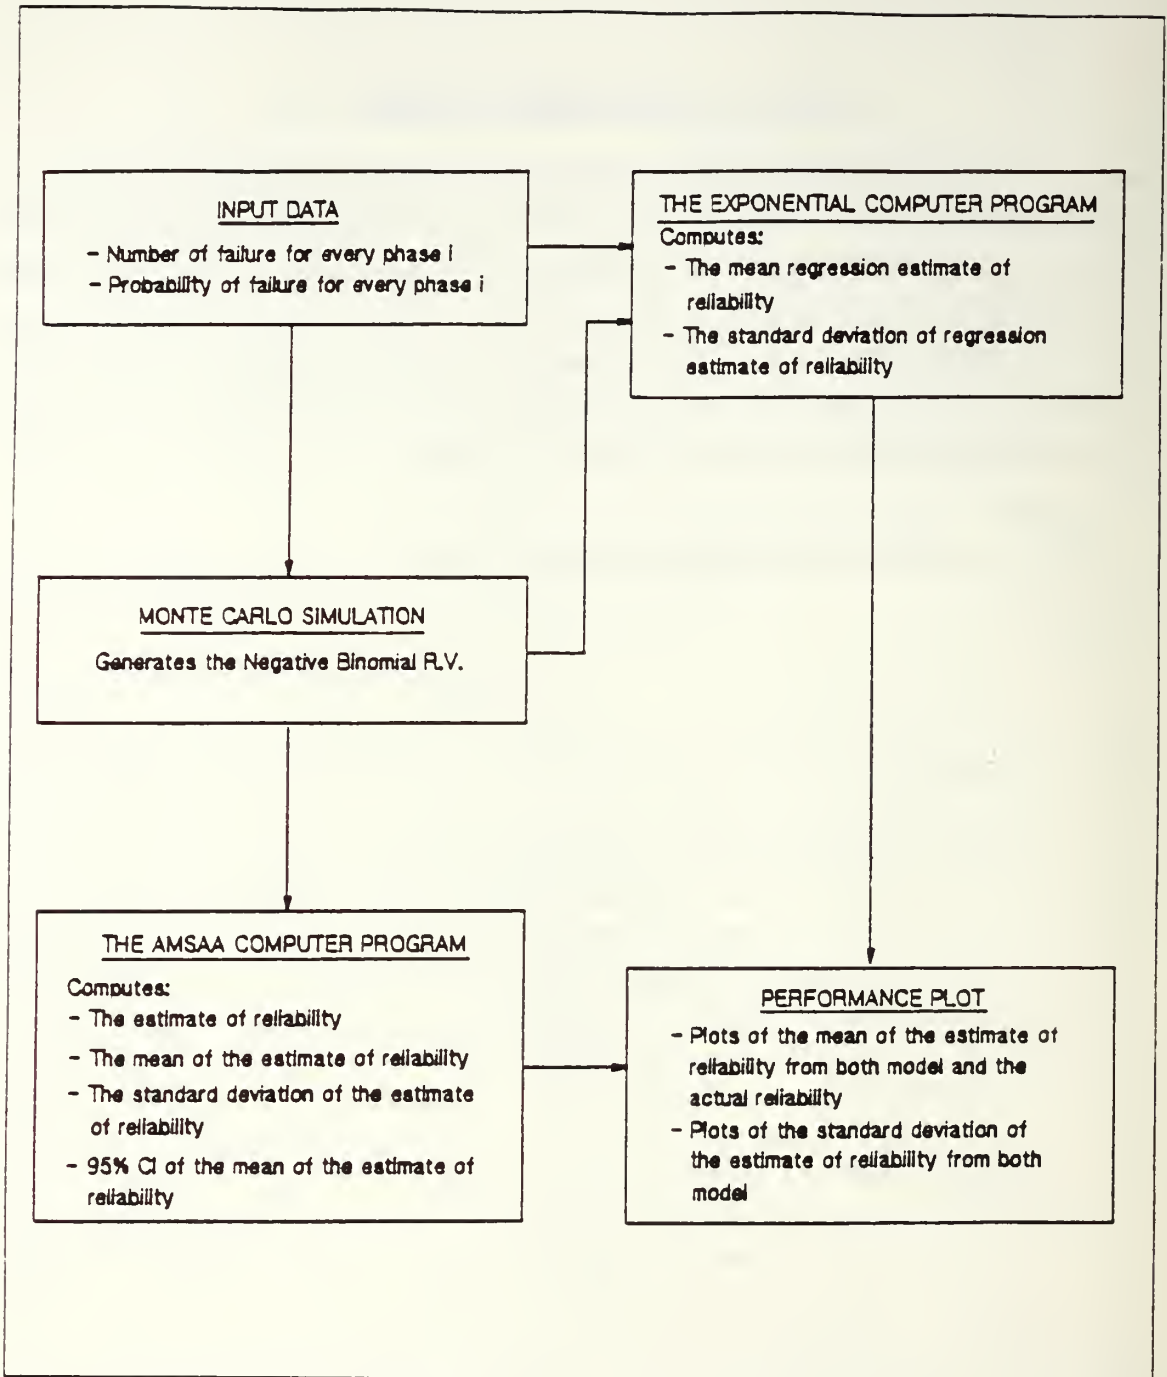 INPUT DATA
- Number of failure for every phase i
- Probability of failure for every phase i
THE EXPONENTIAL COMPUTER PROGRAM
Computes:
- The mean regression estimate of
reliability
- The standard deviation of regression
estimate of reliability
MONTE CARLO SIMULATION
Generates the Negative Binomial R.V.
THE AMSAA COMPUTER PROGRAM
Computes:
- The estimate of reliability
- The mean of the estimate of reliability
- The standard deviation of the estimate
of reliability
- 95% CI of the mean of the estimate of
reliability
PERFORMANCE PLOT
- Plots of the mean of the estimate of
reliability from both model and the
actual reliability
- Plots of the standard deviation of
the estimate of reliability from both
model